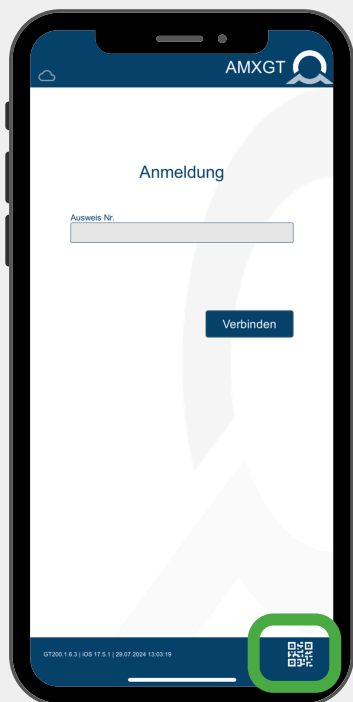 AMXGT
Anmeldung
Ausweis Nr.
Verbinden
GT200.1.6.3 | iOS 17.5.1 | 29.07.2024 13:03:19